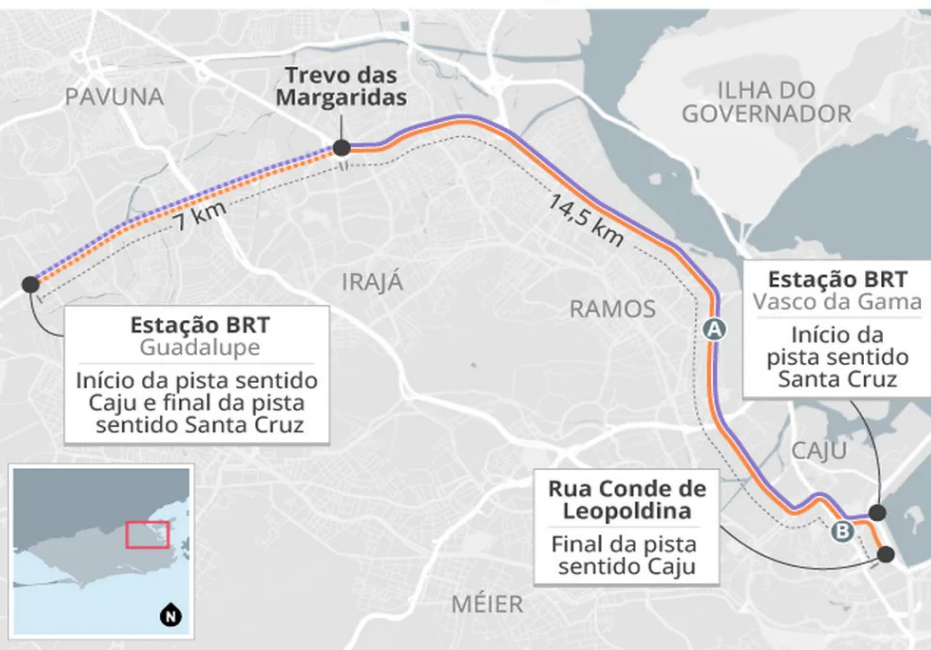 Trevo das
Margaridas
PAVUNA
ILHA DO
GOVERNADOR
7 km
14,5 km
IRAJÁ
RAMOS
A
Estação BRT
Vasco da Gama
Início da
pista sentido
Santa Cruz
Estação BRT
Guadalupe
Início da pista sentido
Caju e final da pista
sentido Santa Cruz
CAJU
Rua Conde de
Leopoldina
Final da pista
sentido Caju
B
MÉIER
N